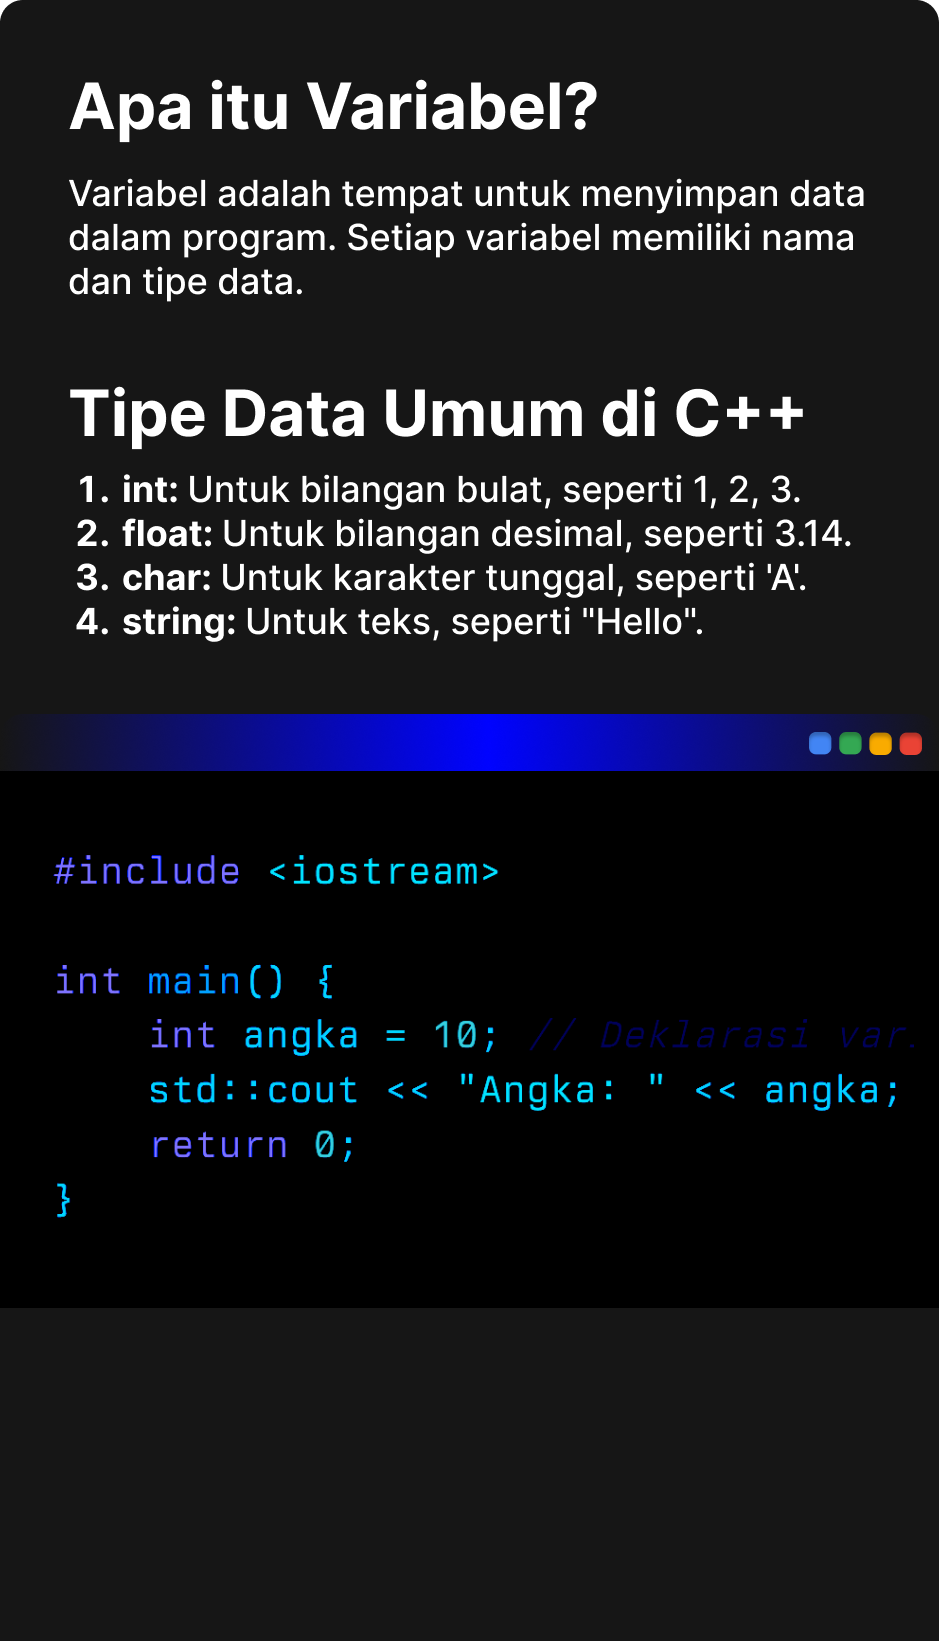 Apa itu Variabel?
Variabel adalah tempat untuk menyimpan data
dalam program. Setiap variabel memiliki nama
dan tipe data.
Tipe Data Umum di C++
1. int: Untuk bilangan bulat, seperti 1, 2, 3.
2. float: Untuk bilangan desimal, seperti 3.14.
3. char: Untuk karakter tunggal, seperti 'A'.
4. string: Untuk teks, seperti "Hello".
#include <iostream>
int main() {
int angka = 10; // Deklarasi
std::cout << "Angka: " << angka;
return 0;
}